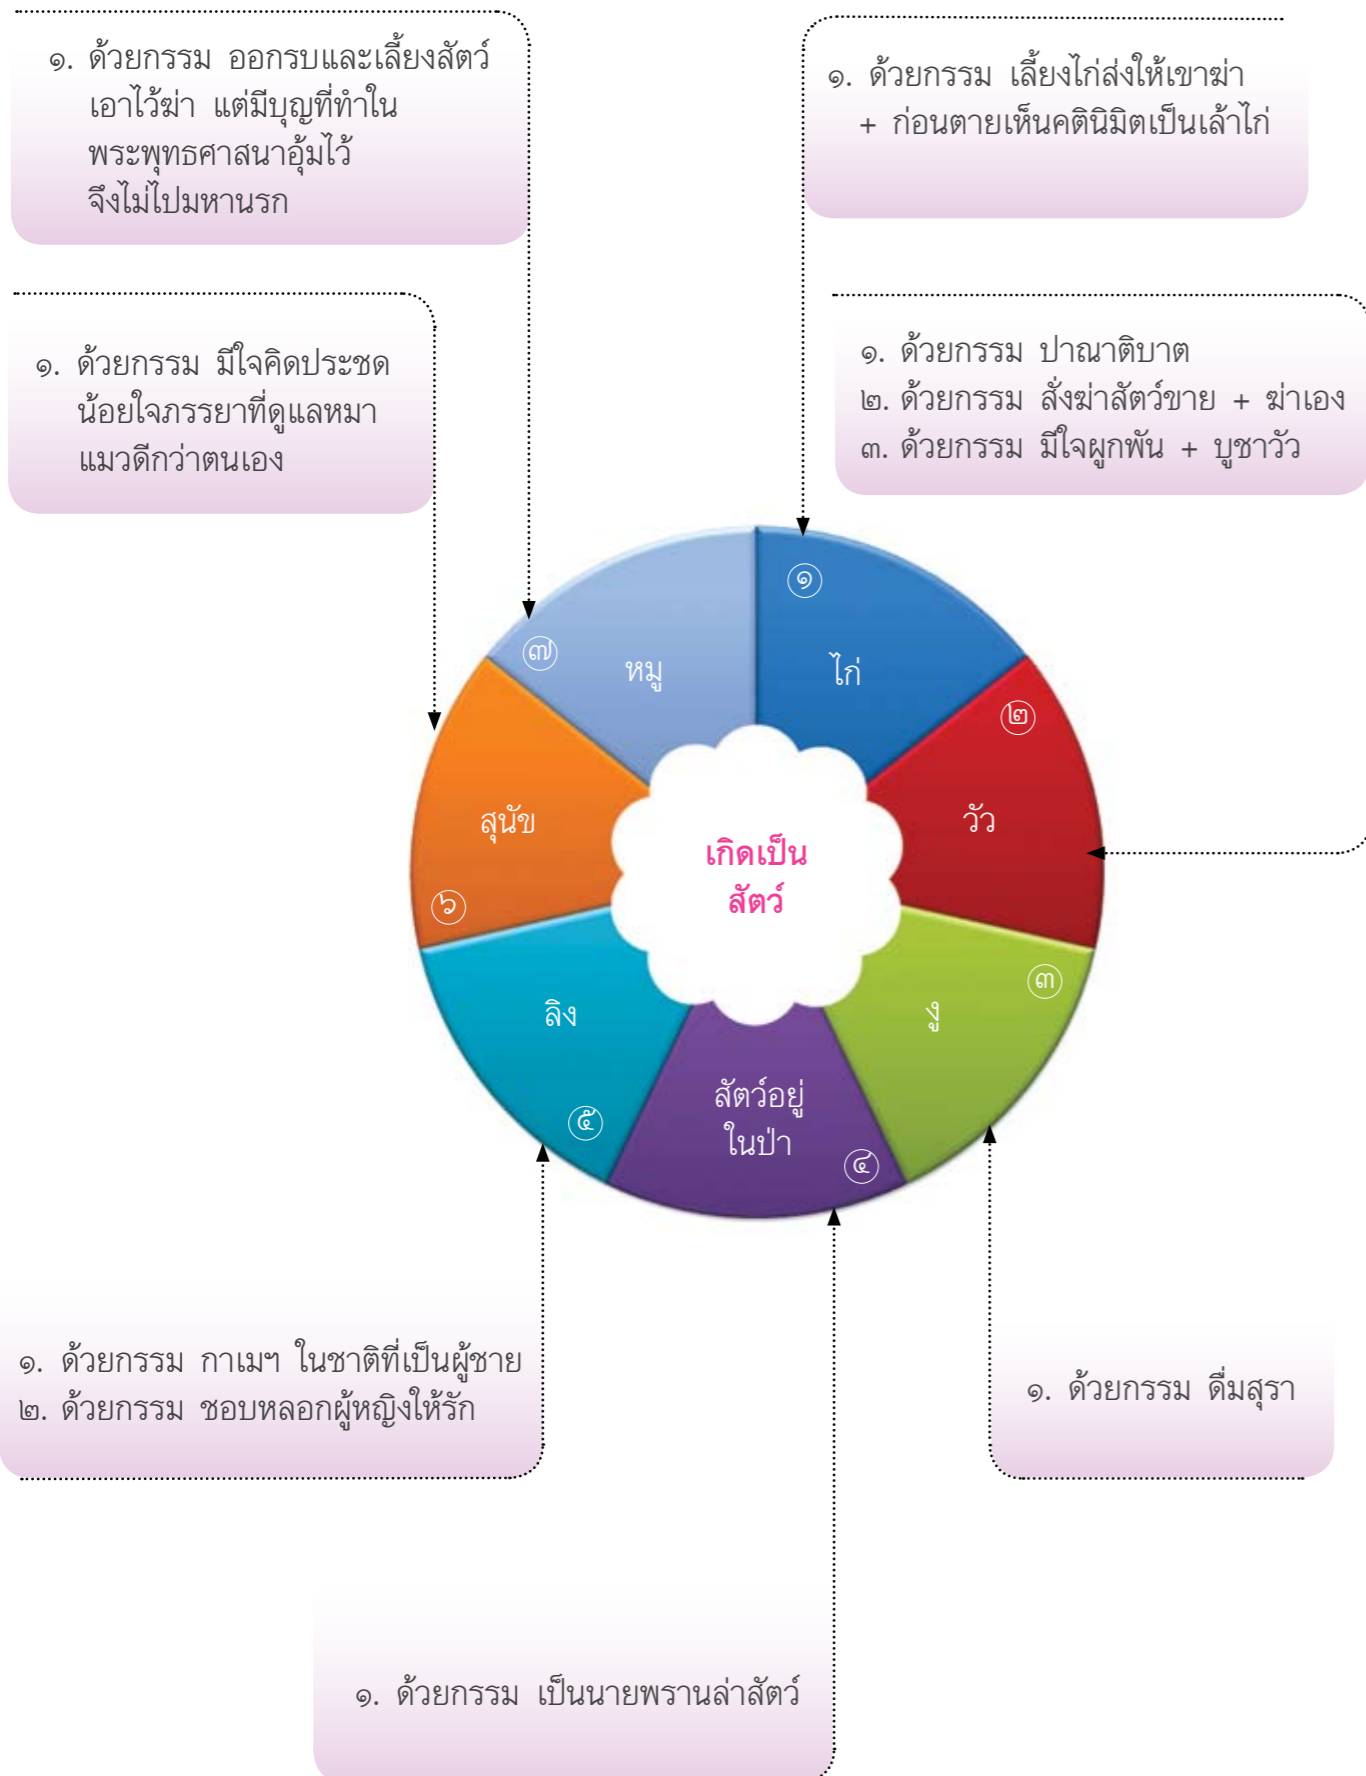 ๑. ด้วยกรรม ออกรบและเลี้ยงสัตว์
เอาไว้ฆ่า แต่มีบุญที่ทำใน
พระพุทธศาสนาอุ้มไว้
จึงไม่ไปมหานรก
๑. ด้วยกรรม เลี้ยงไก่ส่งให้เขาฆ่า
+ ก่อนตายเห็นคตินิมิตเป็นเล้าไก่
๑. ด้วยกรรม มีใจคิดประชด
น้อยใจภรรยาที่ดูแลหมา
แมวดีกว่าตนเอง
๑. ด้วยกรรม ปาณาติบาต
๒. ด้วยกรรม สั่งฆ่าสัตว์ขาย + ฆ่าเอง
๓. ด้วยกรรม มีใจผูกพัน + บูชาวัว
๑
ไก่
๒
วัว
๓
งู
๔
สัตว์อยู่
ในป่า
๕
ลิง
๖
สุนัข
๗
หมู
เกิดเป็น
สัตว์
๑. ด้วยกรรม กาเมฯ ในชาติที่เป็นผู้ชาย
๒. ด้วยกรรม ชอบหลอกผู้หญิงให้รัก
๑. ด้วยกรรม ดื่มสุรา
๑. ด้วยกรรม เป็นนายพรานล่าสัตว์